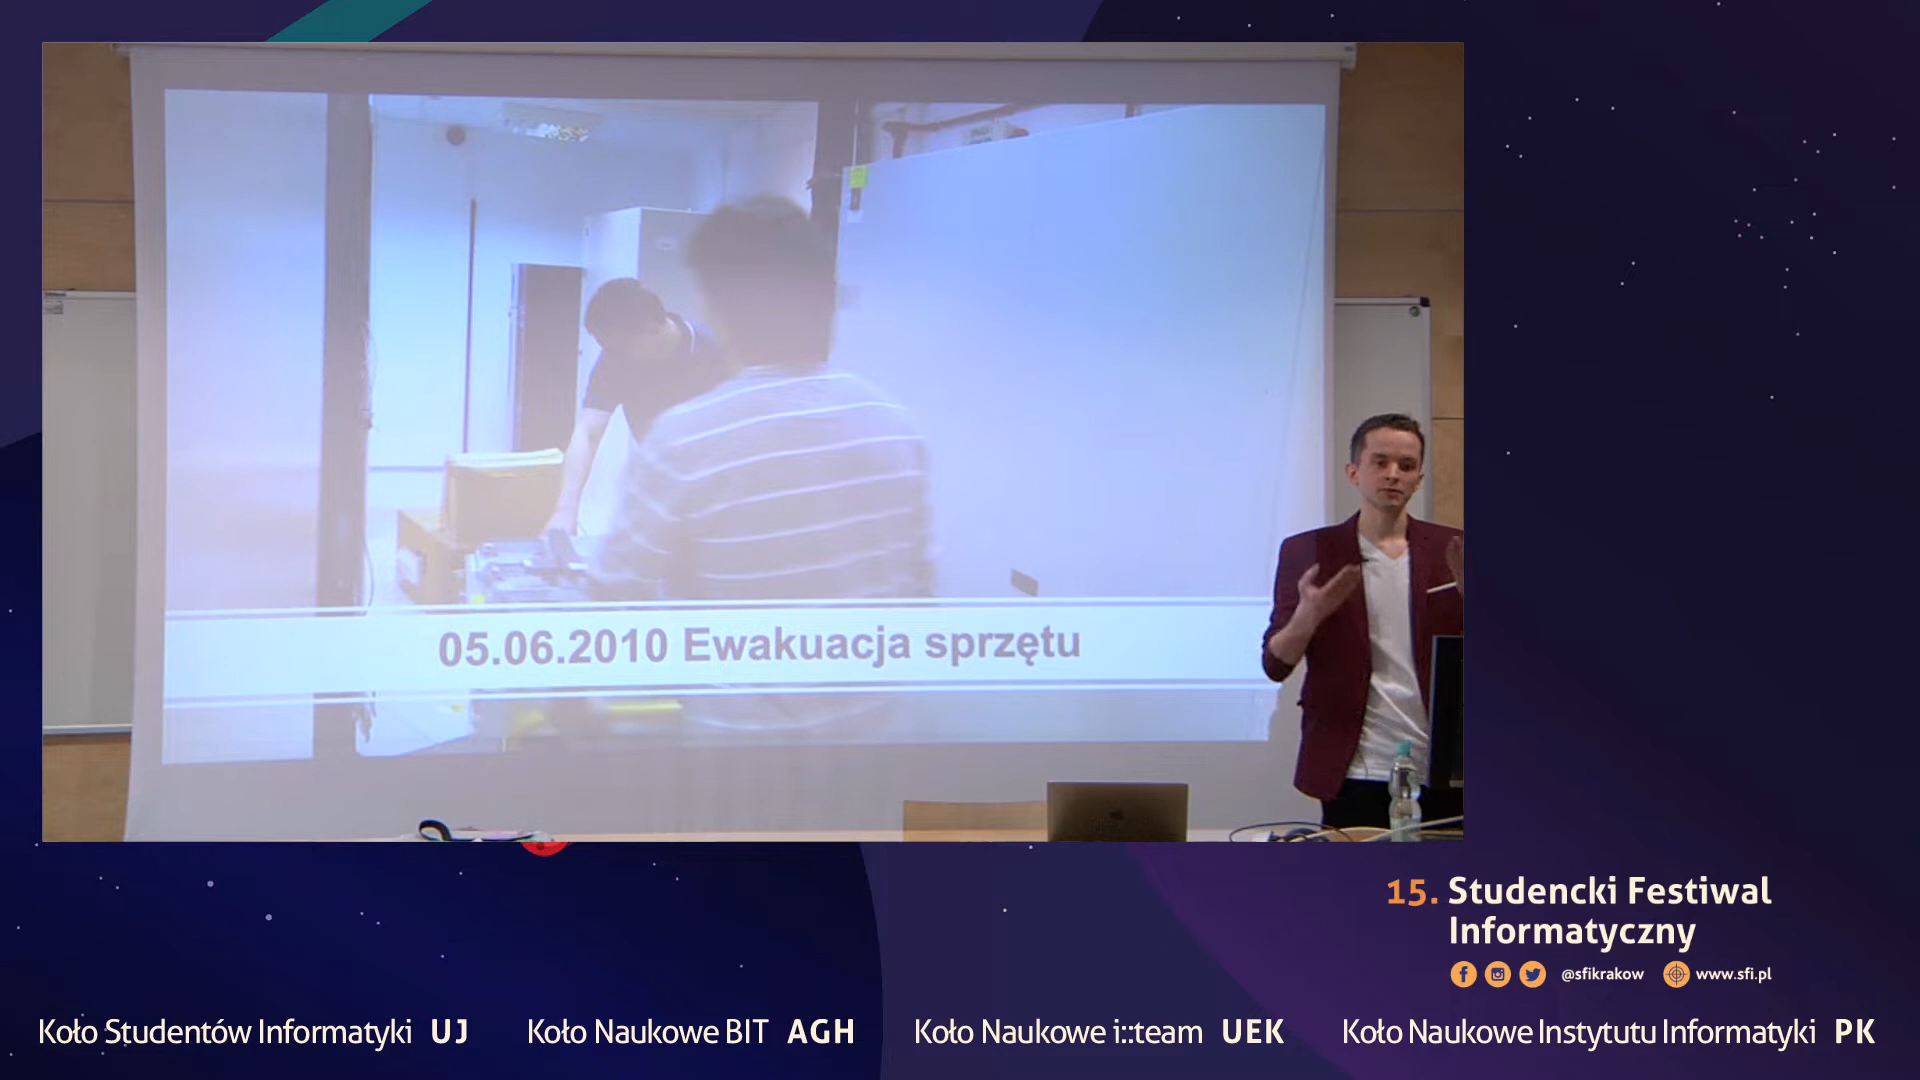 05.06.2010 Ewakuacja sprzętu
15. Studencki Festiwal
Informatyczny
@sfikrakow www.sfi.pl
Koło Studentów Informatyki UJ
Koło Naukowe BIT AGH
Koło Naukowe i::team UEK
Koło Naukowe Instytutu Informatyki PK